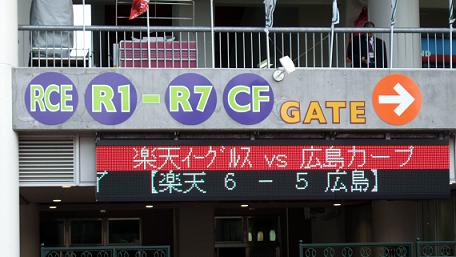 RCE R1-R7 CF GATE
楽天イーグルス vs 広島カープ
了 【楽天 6 - 5 広島】